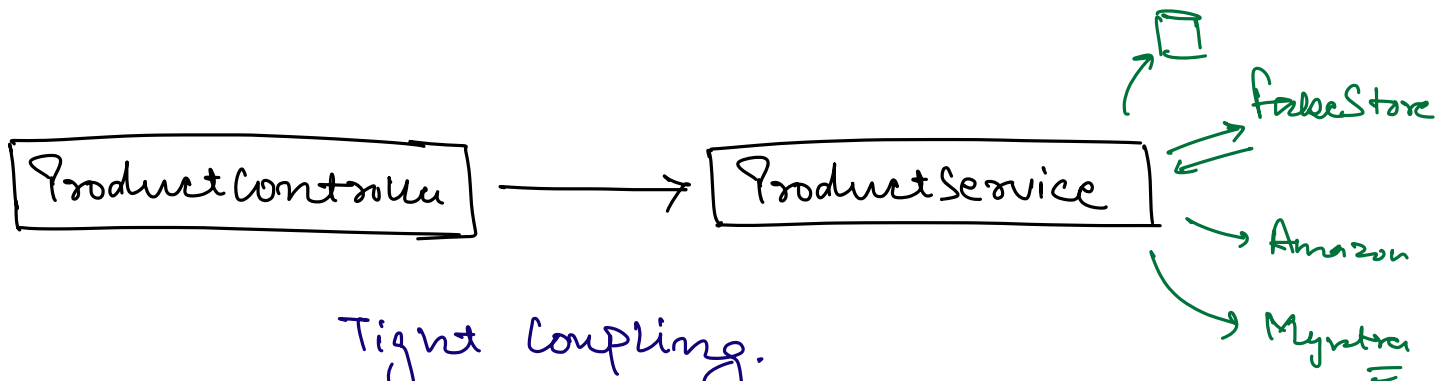 FakeStore
ProductController
ProductService
Amazon
Myntra
Tight Coupling.